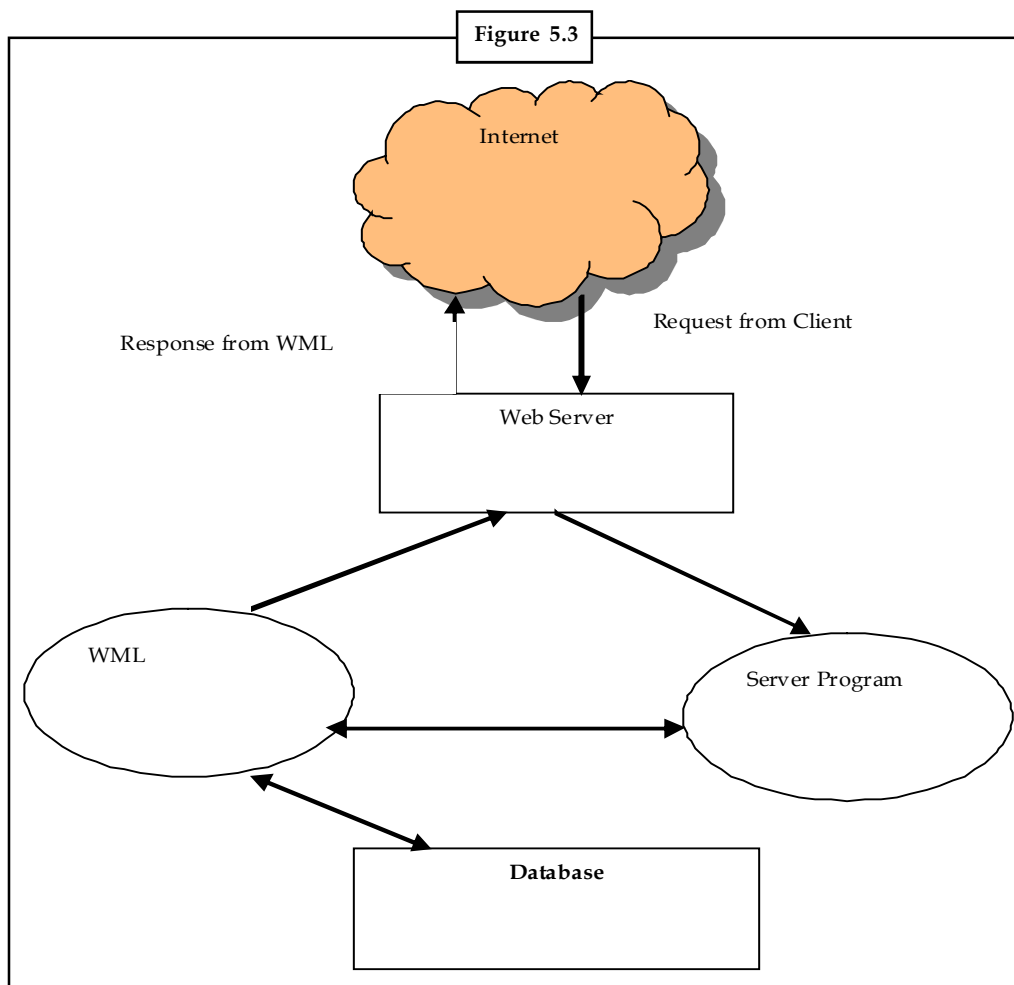 Figure 5.3
Internet
Request from Client
Response from WML
Web Server
WML
Server Program
Database